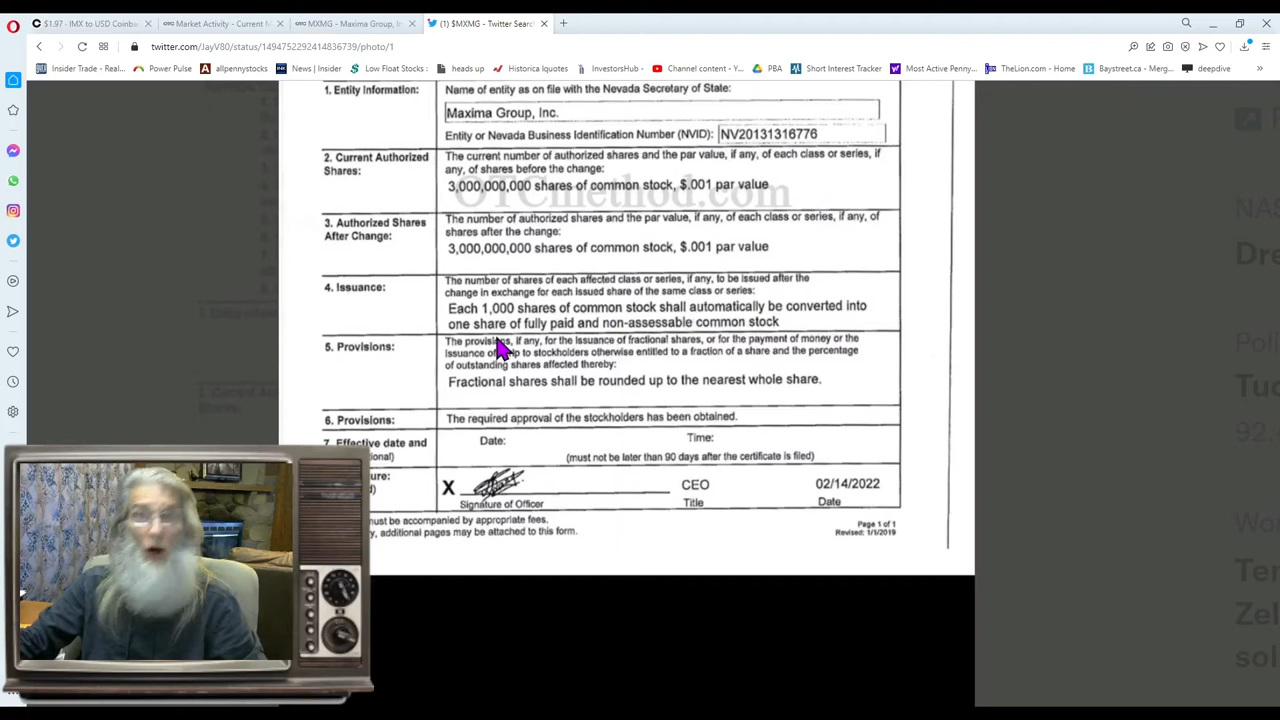 $1.97 - IMX to USD Coinba
Market Activity - Current M
MXMG - Maxima Group, In
(1) $MXMG - Twitter Searc
twitter.com/JayV80/status/1494752292414836739/photo/1
Insider Trade - Real...
Power Pulse
allpennystocks
News | Insider
Low Float Stocks :
heads up
Historica Iquotes
InvestorsHub -
Channel content - Y...
PBA
Short Interest Tracker
Most Active Penny...
TheLion.com - Home
Baystreet.ca - Merg...
deepdive
1. Entity Information:
Name of entity as on file with the Nevada Secretary of State:
Maxima Group, Inc.
Entity or Nevada Business Identification Number (NVID): NV20131316776
2. Current Authorized
Shares:
The current number of authorized shares and the par value, if any, of each class or series, if
any, of shares before the change:
3,000,000,000 shares of common stock, $.001 par value
OTCmethod.com
3. Authorized Shares
After Change:
The number of authorized shares and the par value, if any, of each class or series, if any, of
shares after the change:
3,000,000,000 shares of common stock, $.001 par value
4. Issuance:
The number of shares of each affected class or series, if any, to be issued after the
change in exchange for each issued share of the same class or series:
Each 1,000 shares of common stock shall automatically be converted into
one share of fully paid and non-assessable common stock
5. Provisions:
The provisions, if any, for the issuance of fractional shares, or for the payment of money or the
issuance of ip to stockholders otherwise entitled to a fraction of a share and the percentage
of outstanding shares affected thereby:
Fractional shares shall be rounded up to the nearest whole share.
6. Provisions:
The required approval of the stockholders has been obtained.
7. Effective date and
ional)
Date:
Time:
(must not be later than 90 days after the certificate is filed)
ure:
d)
X
CEO
02/14/2022
Signature of Officer
Title
Date
must be accompanied by appropriate fees.
y, additional pages may be attached to this form.
Page 1 of 1
Revised: 1/1/2019
NA
Dre
Poli
Tuc
92.
Wo
Ter
Zel
sol